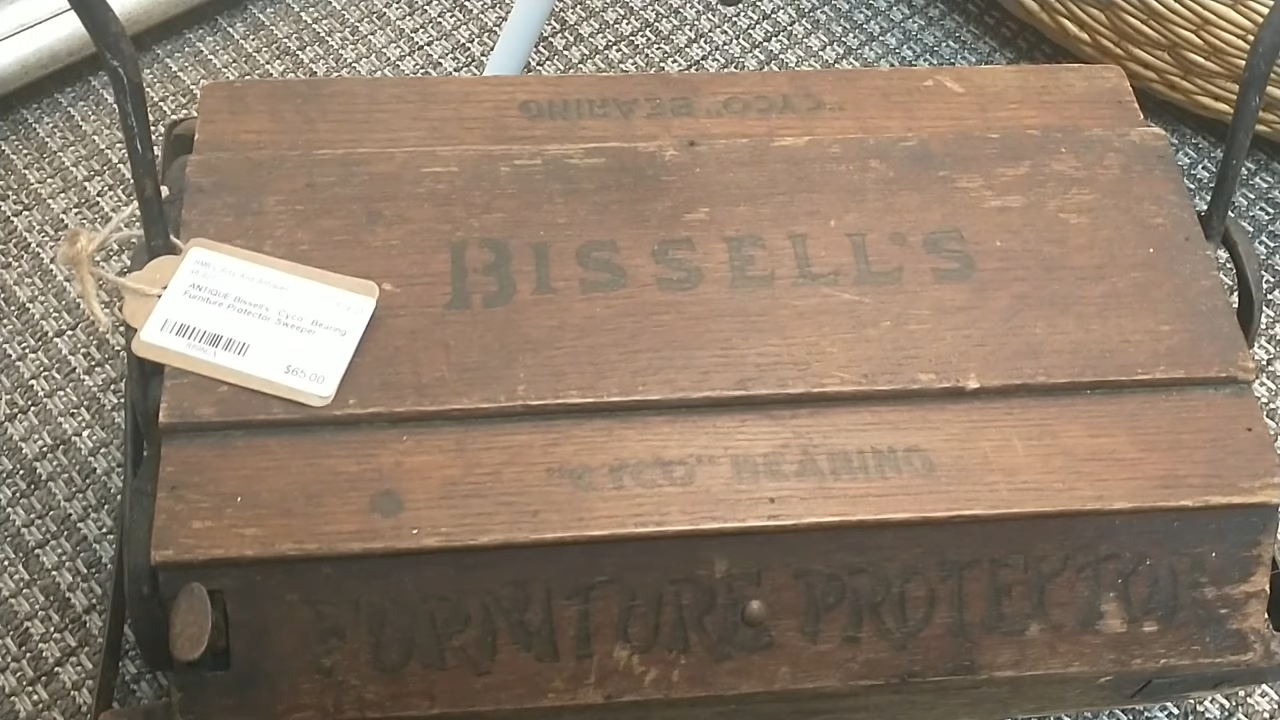 "CYCO" BEARING
BISSELL'S
ANTIQUE Bissell's "Cyco" Bearing
Furniture Protector Sweeper
$65.00
"CYCO" BEARING
FURNITURE PROTECTOR